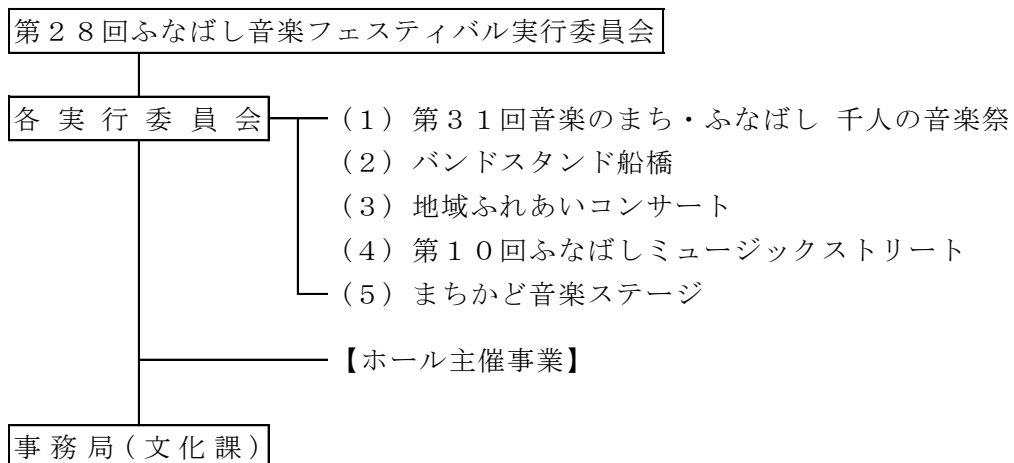 第２８回ふなばし音楽フェスティバル実行委員会
各実行委員会
（１）第３１回音楽のまち・ふなばし 千人の音楽祭
（２）バンドスタンド船橋
（３）地域ふれあいコンサート
（４）第１０回ふなばしミュージックストリート
（５）まちかど音楽ステージ
【ホール主催事業】
事務局(文化課)